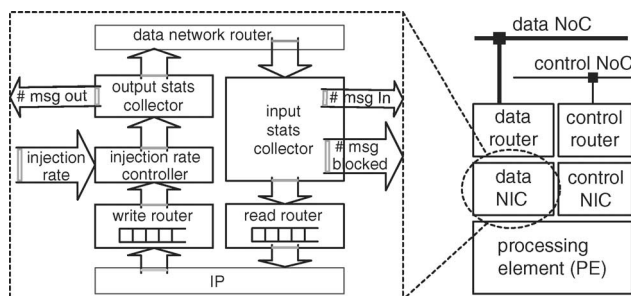 data network router
# msg out
output stats
collector
injection
rate
injection rate
controller
write router
input
stats
collector
# msg In
# msg
blocked
read router
IP
data NoC
control NoC
data
router
control
router
data
NIC
control
NIC
processing
element (PE)